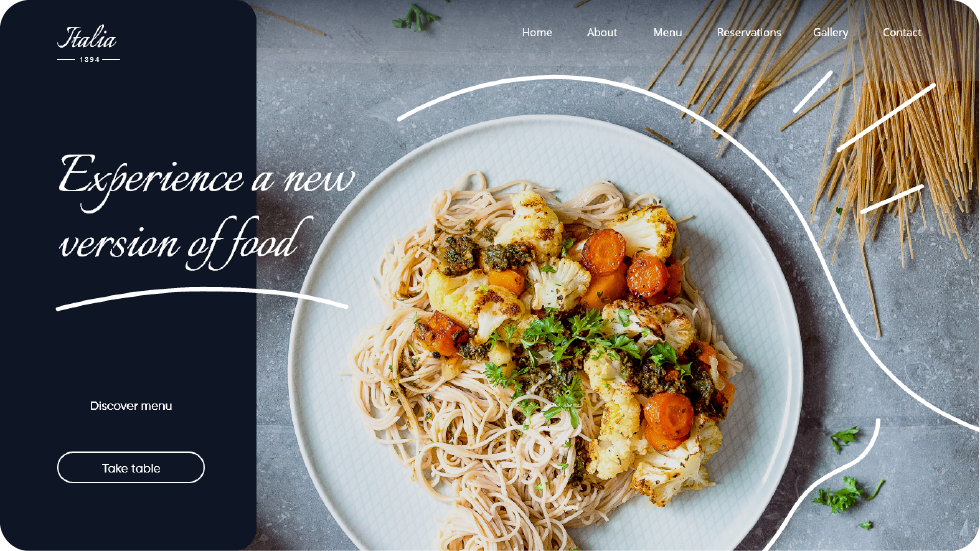 Italia
1894
Home About Menu Reservations Gallery Contact
Experience a new
version of food
Discover menu
Take table